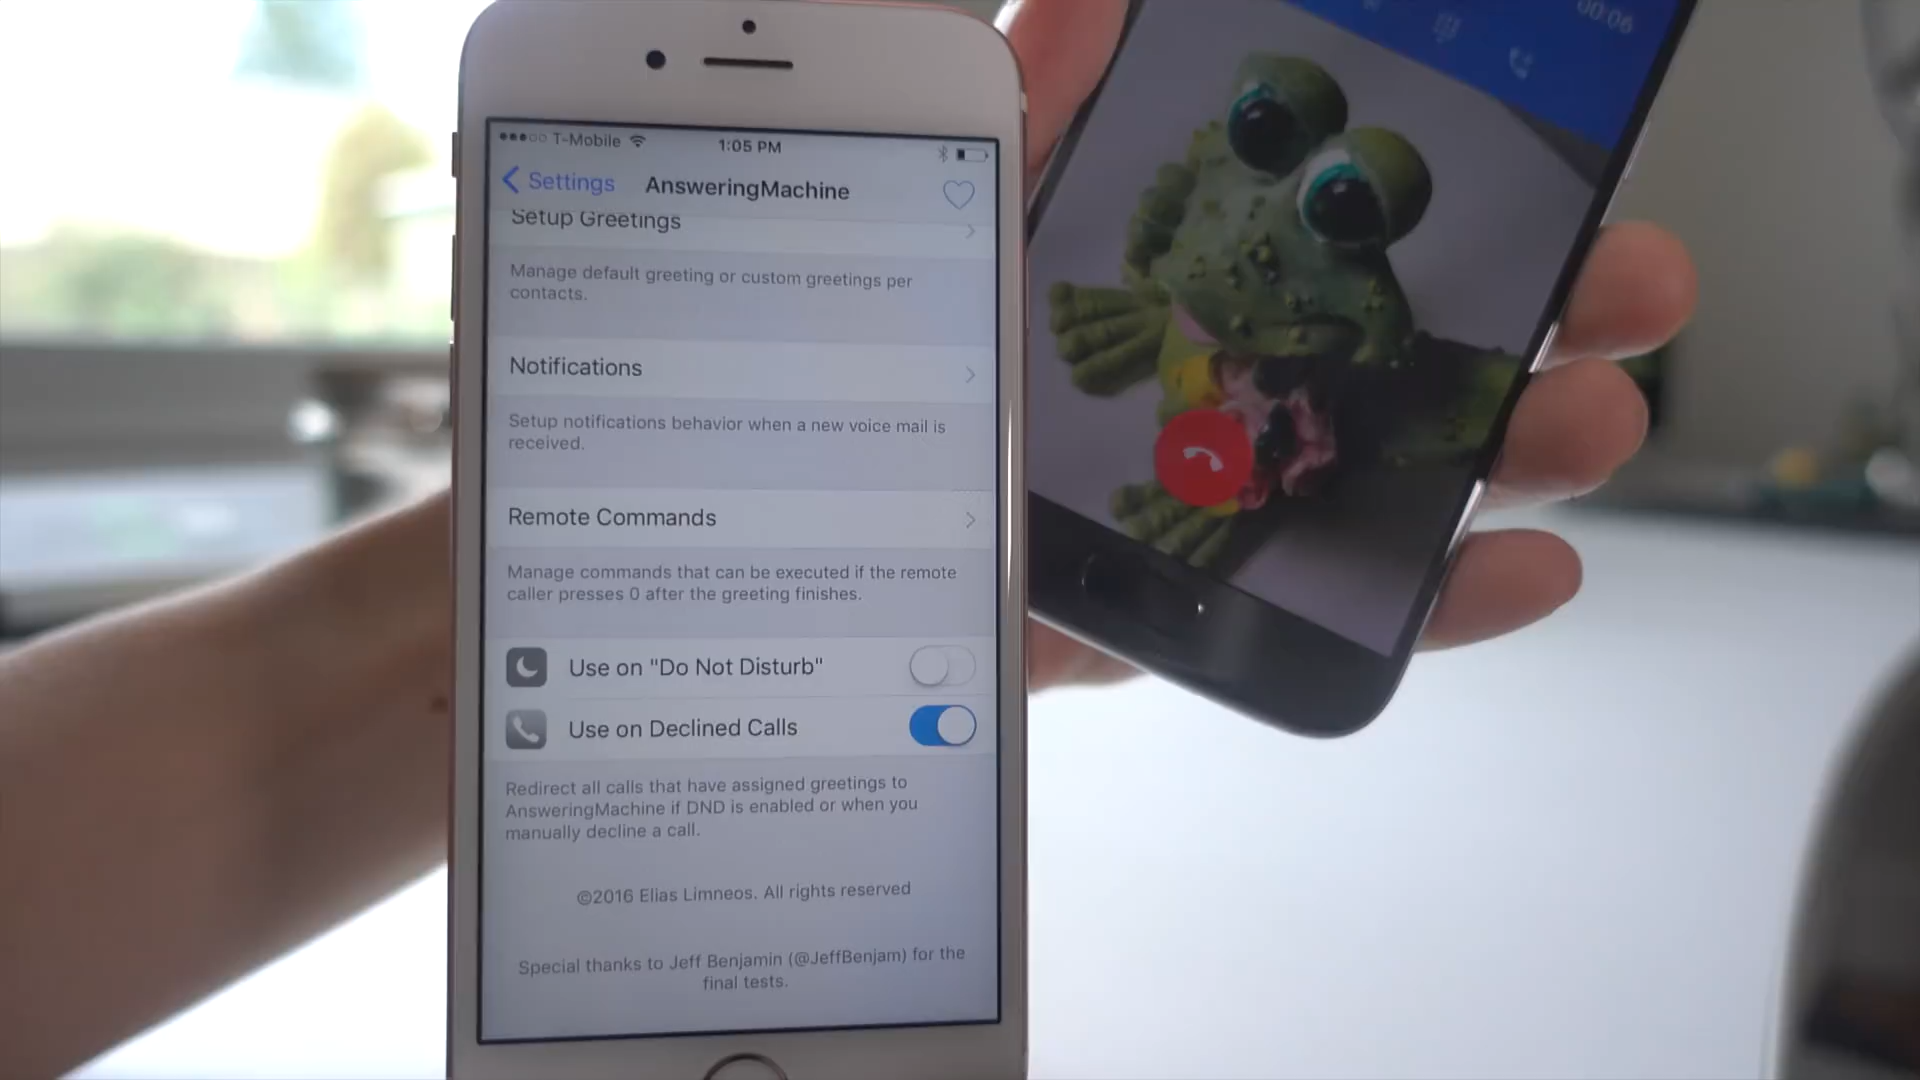 T-Mobile
1:05 PM
00:06
Settings
AnsweringMachine
Setup Greetings
Manage default greeting or custom greetings per
contacts.
Notifications
Setup notifications behavior when a new voice mail is
received.
Remote Commands
Manage commands that can be executed if the remote
caller presses 0 after the greeting finishes.
Use on "Do Not Disturb"
Use on Declined Calls
Redirect all calls that have assigned greetings to
AnsweringMachine if DND is enabled or when you
manually decline a call.
©2016 Elias Limneos. All rights reserved
Special thanks to Jeff Benjamin (@JeffBenjam) for the
final tests.